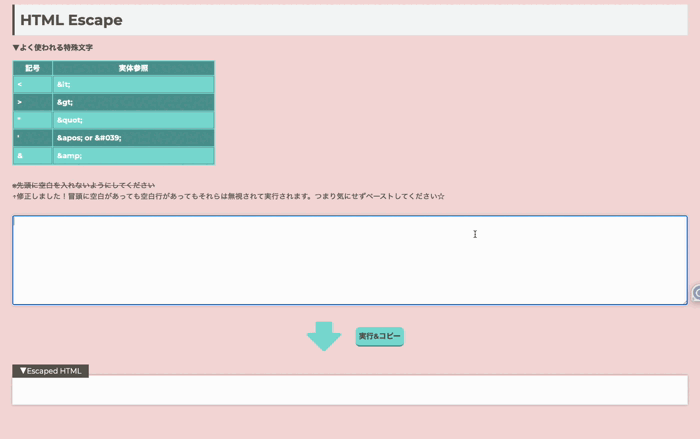 HTML Escape
▼よく使われる特殊文字
記号 実体参照
< &lt;
> &gt;
" &quot;
' &apos; or &#039;
& &amp;
※先頭に空白を入れないようにしてください
+修正しました！冒頭に空白があっても空白行があってもそれらは無視されて実行されます。つまり気にせずペーストしてください☆
実行&コピー
▼Escaped HTML